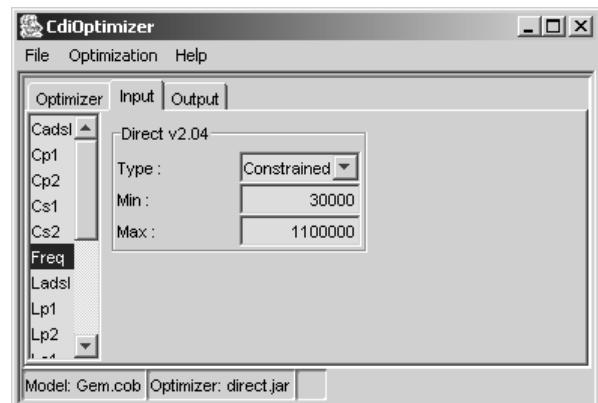 CdiOptimizer
File Optimization Help
Optimizer Input Output
Cadsl
Cp1
Cp2
Cs1
Cs2
Freq
Ladsl
Lp1
Lp2
Direct v2.04
Type : Constrained
Min : 30000
Max : 1100000
Model: Gem.cob Optimizer: direct.jar